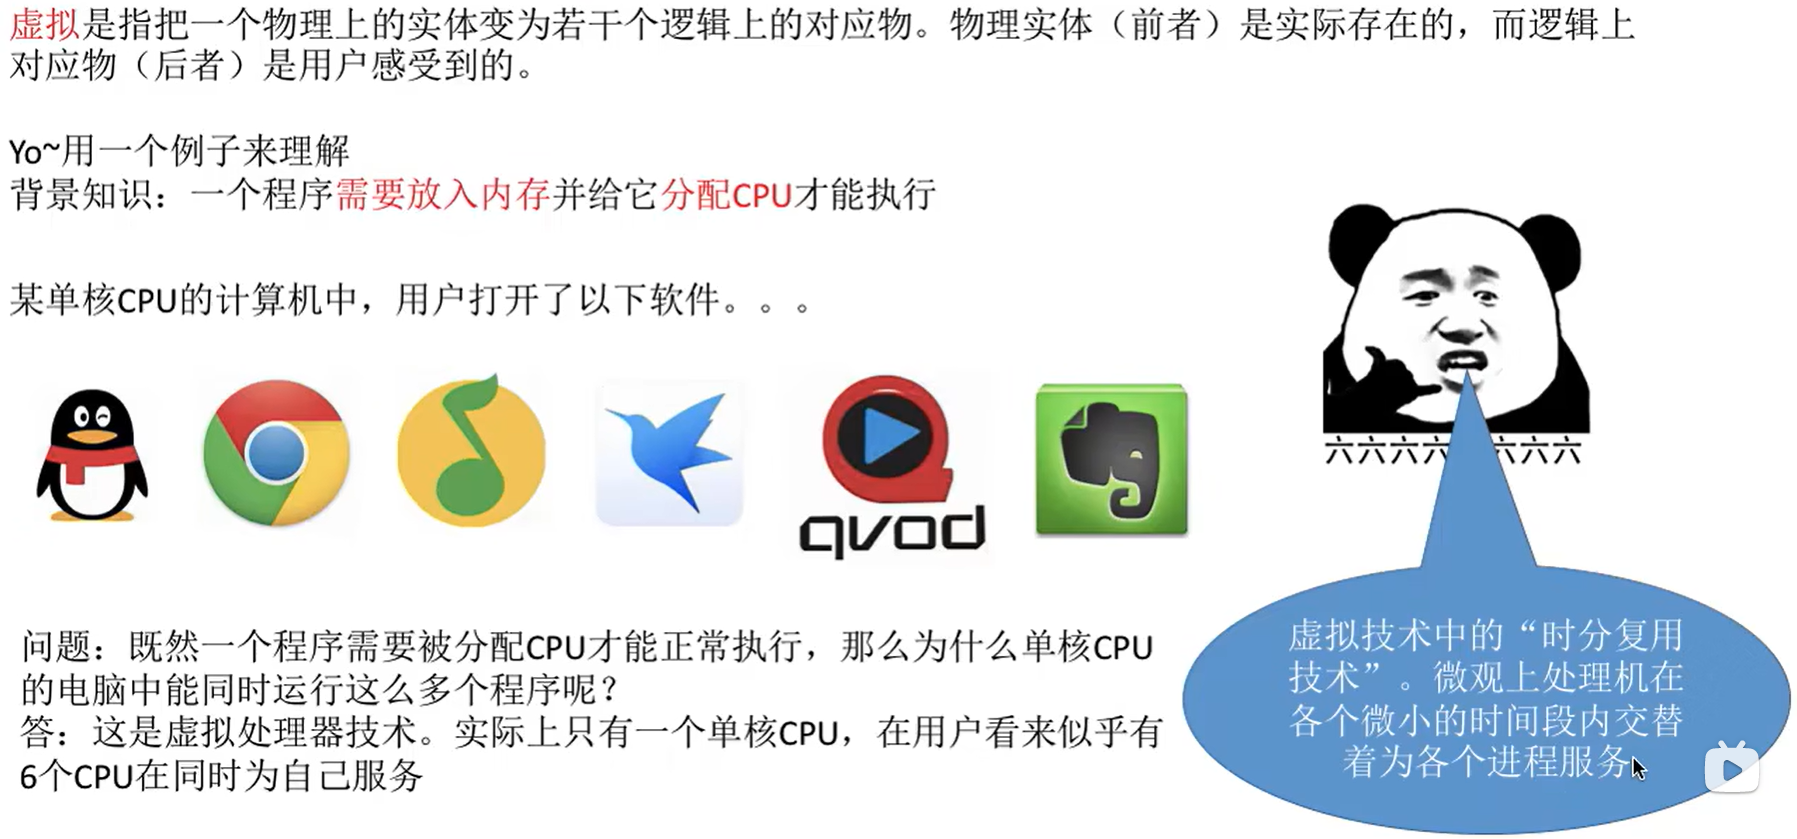 虚拟是指把一个物理上的实体变为若干个逻辑上的对应物。物理实体（前者）是实际存在的，而逻辑上
对应物（后者）是用户感受到的。
Yo~用一个例子来理解
背景知识：一个程序需要放入内存并给它分配CPU才能执行
某单核CPU的计算机中，用户打开了以下软件。。。
qvod
六六六六六六六
问题：既然一个程序需要被分配CPU才能正常执行，那么为什么单核CPU
的电脑中能同时运行这么多个程序呢？
答：这是虚拟处理器技术。实际上只有一个单核CPU，在用户看来似乎有
6个CPU在同时为自己服务
虚拟技术中的“时分复用
技术”。微观上处理机在
各个微小的时间段内交替
着为各个进程服务